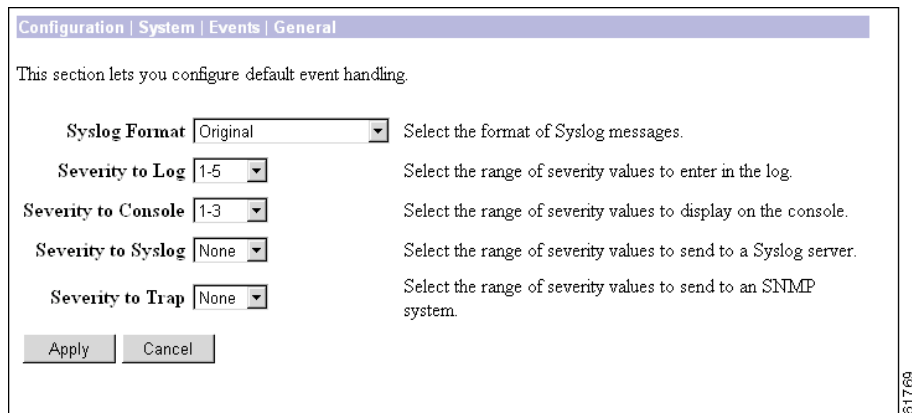 Configuration | System | Events | General
This section lets you configure default event handling.
Syslog Format Original Select the format of Syslog messages.
Severity to Log 1-5 Select the range of severity values to enter in the log.
Severity to Console 1-3 Select the range of severity values to display on the console.
Severity to Syslog None Select the range of severity values to send to a Syslog server.
Severity to Trap None Select the range of severity values to send to an SNMP
system.
Apply Cancel
61769